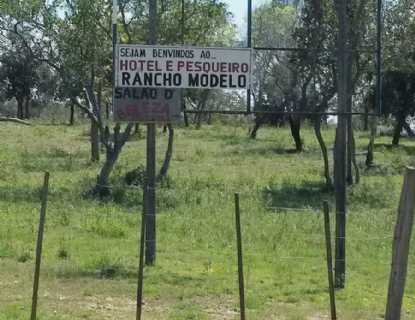 SEJAM BENVINDOS AO...
HOTEL E PESQUEIRO
RANCHO MODELO
SALÃO D